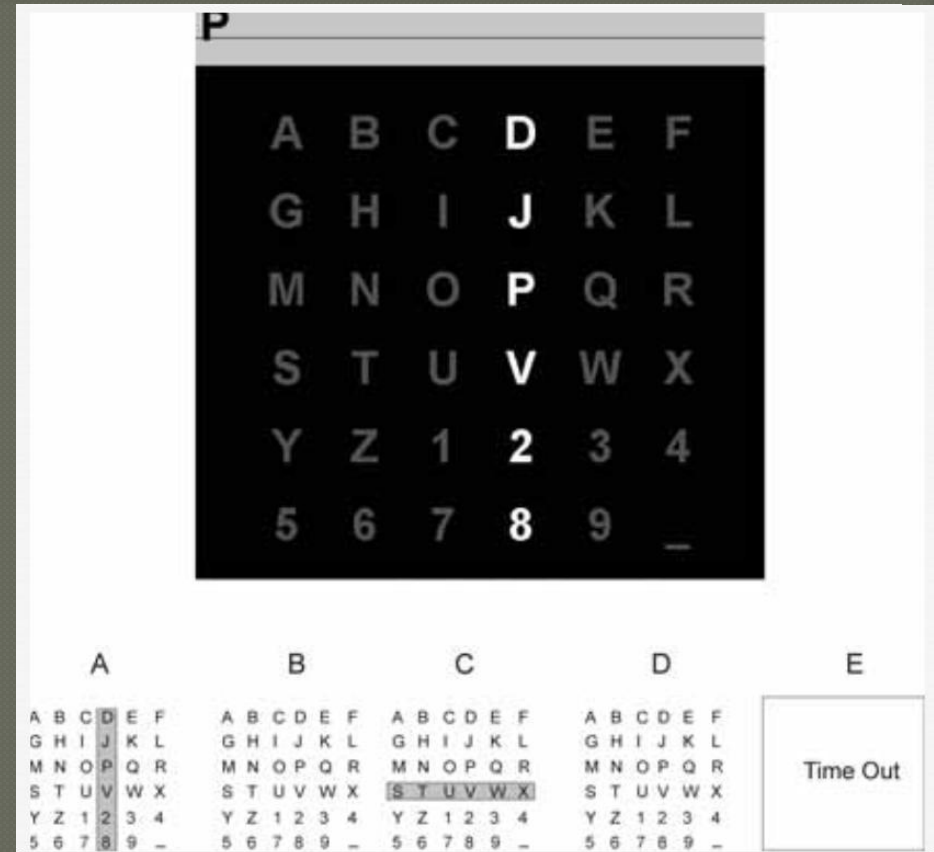 P
A B C D E F
G H I J K L
M N O P Q R
S T U V W X
Y Z 1 2 3 4
5 6 7 8 9 _
A B C D E
A B C D E F A B C D E F A B C D E F A B C D E F
G H I J K L G H I J K L G H I J K L G H I J K L
M N O P Q R M N O P Q R M N O P Q R M N O P Q R Time Out
S T U V W X S T U V W X S T U V W X S T U V W X
Y Z 1 2 3 4 Y Z 1 2 3 4 Y Z 1 2 3 4 Y Z 1 2 3 4
5 6 7 8 9 _ 5 6 7 8 9 _ 5 6 7 8 9 _ 5 6 7 8 9 _